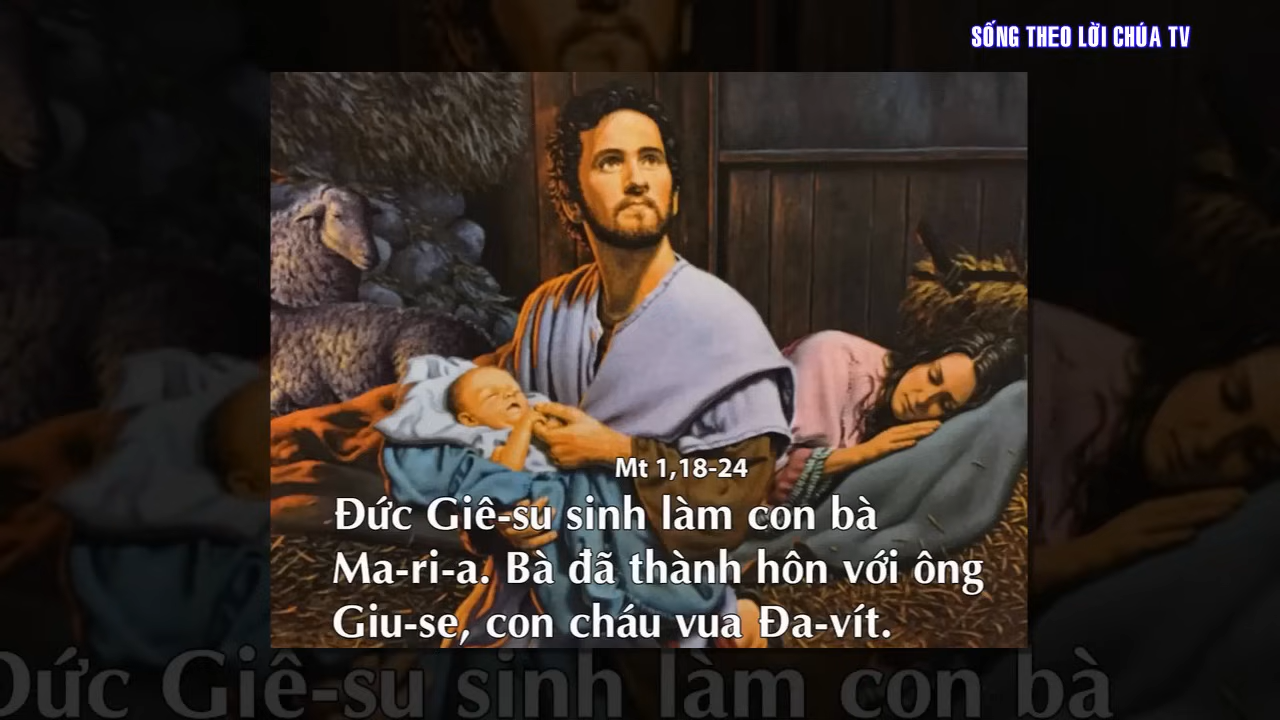 SỐNG THEO LỜI CHÚA TV
Mt 1,18-24
Đức Giê-su sinh làm con bà
Ma-ri-a. Bà đã thành hôn với ông
Giu-se, con cháu vua Đa-vít.
Đức Giê-su sinh làm con bà